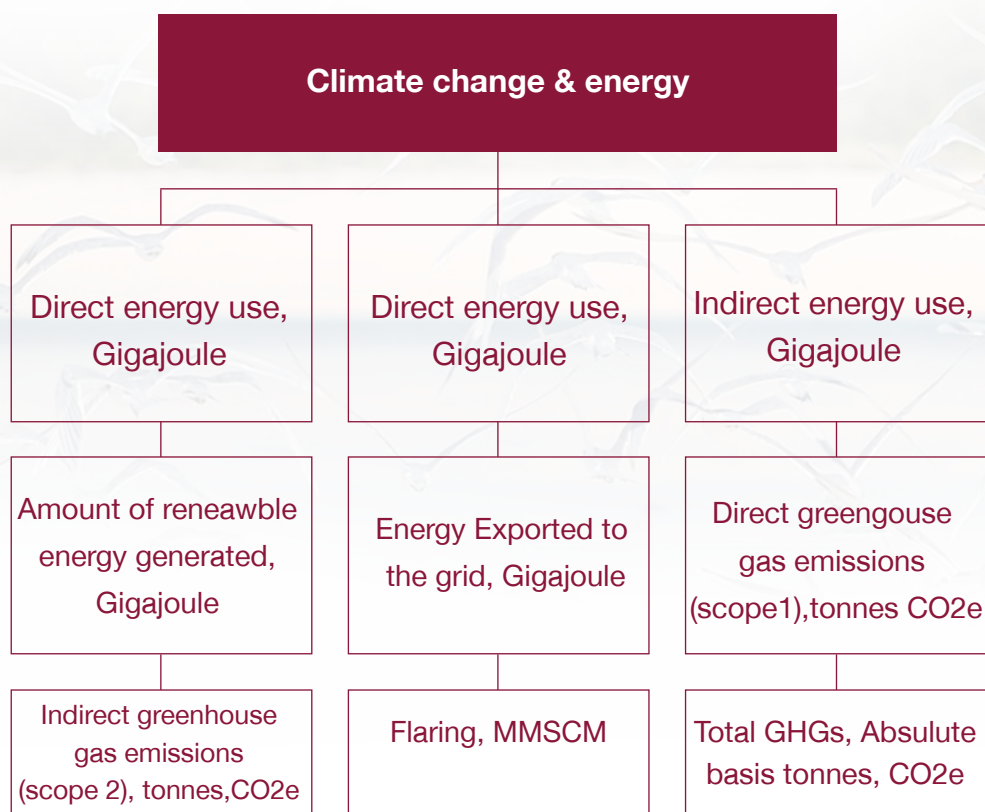 Climate change & energy
Direct energy use,
Gigajoule
Direct energy use,
Gigajoule
Indirect energy use,
Gigajoule
Amount of reneawble
energy generated,
Gigajoule
Energy Exported to
the grid, Gigajoule
Direct greengouse
gas emissions
(scope1),tonnes CO2e
Indirect greenhouse
gas emissions
(scope 2), tonnes,CO2e
Flaring, MMSCM
Total GHGs, Absulute
basis tonnes, CO2e